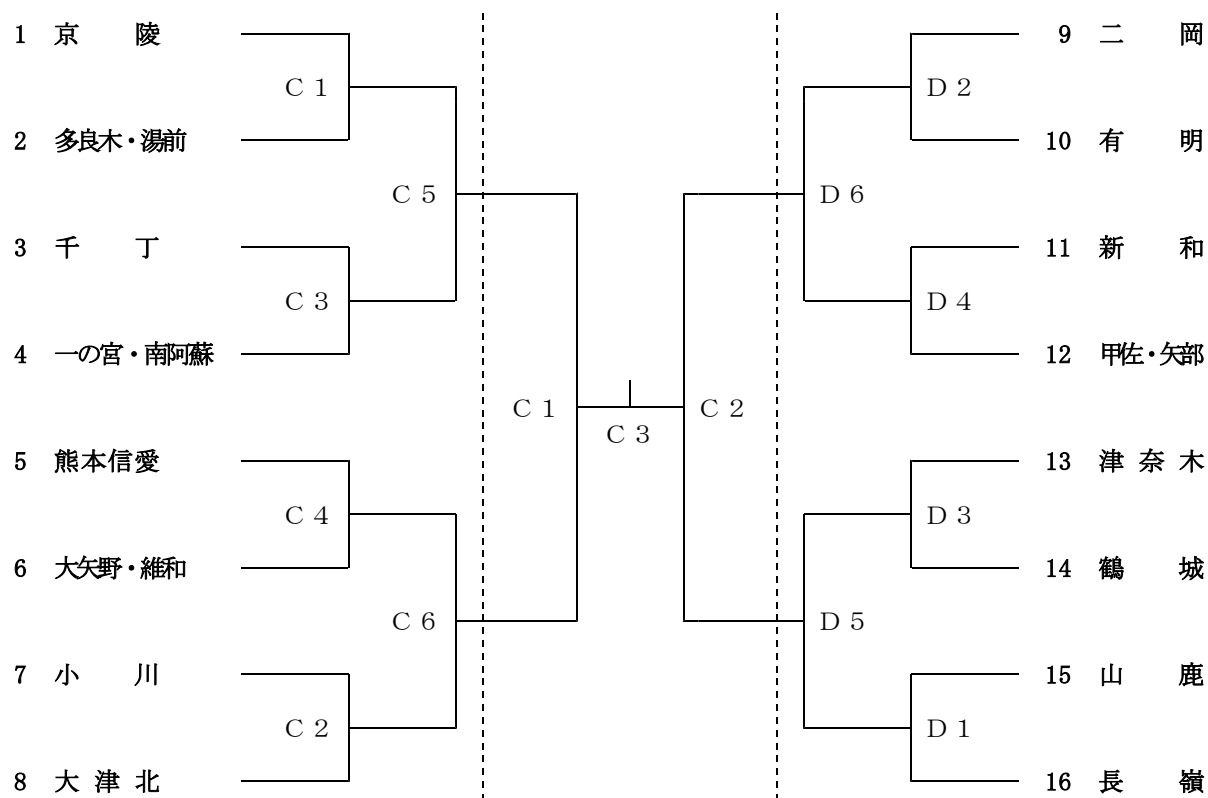 1 京 陵
C 1
2 多良木・湯前
C 5
3 千 丁
C 3
4 一の宮・南阿蘇
C 1
5 熊本信愛
C 4
6 大矢野・維和
C 6
7 小 川
C 2
8 大 津 北
C 3
9 二 岡
D 2
10 有 明
D 6
11 新 和
D 4
12 甲佐・矢部
C 2
13 津 奈 木
D 3
14 鶴 城
D 5
15 山 鹿
D 1
16 長 嶺